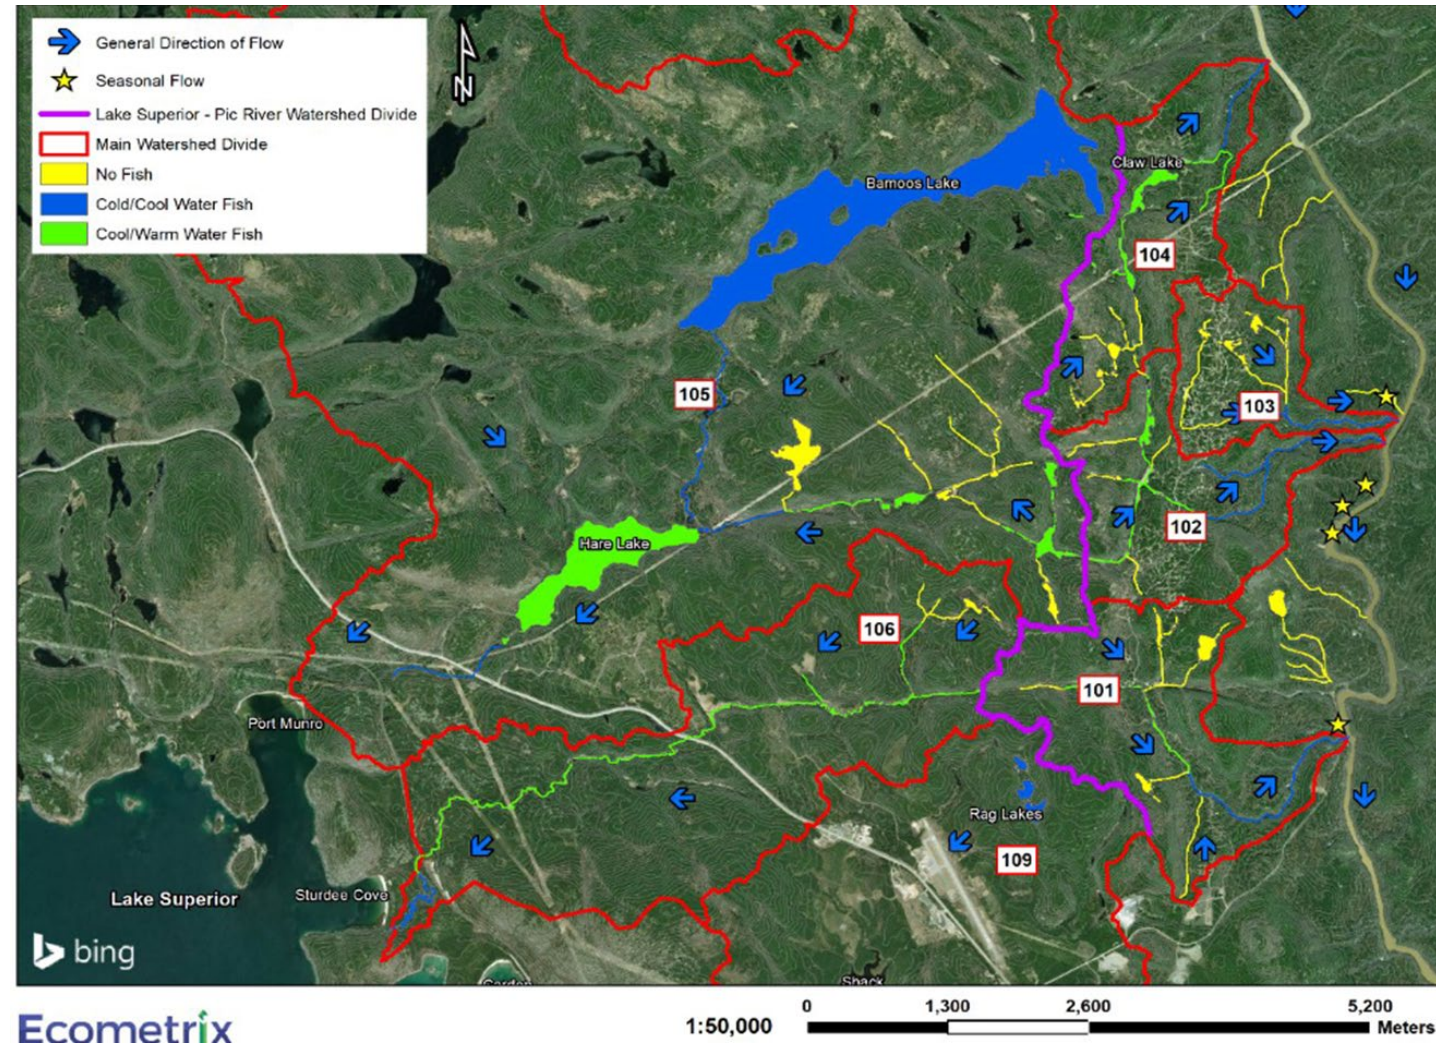 General Direction of Flow
Seasonal Flow
Lake Superior - Pic River Watershed Divide
Main Watershed Divide
No Fish
Cold/Cool Water Fish
Cool/Warm Water Fish
N
Claw Lake
Bamoos Lake
104
105
103
102
Hare Lake
106
101
Port Munro
Rag Lakes
109
Lake Superior
Sturdee Cove
bing
Shack
Garden
Ecometrix
1:50,000
0 1,300 2,600 5,200
Meters